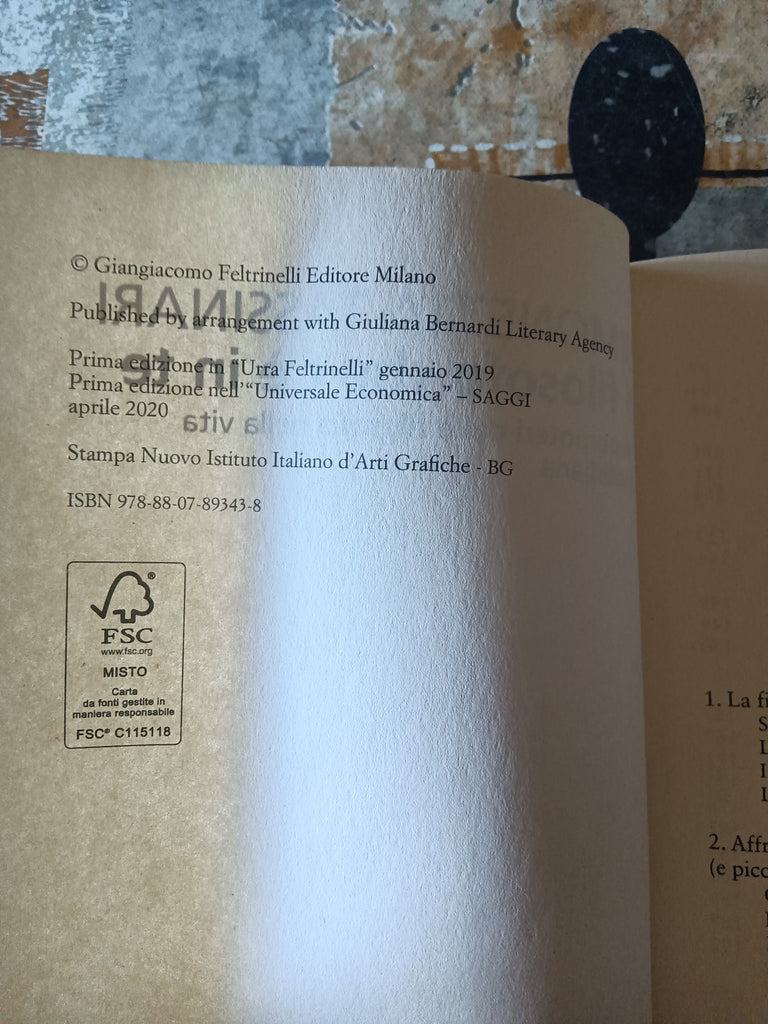 © Giangiacomo Feltrinelli Editore Milano
Published by arrangement with Giuliana Bernardi Literary Agency
Prima edizione in “Urra Feltrinelli” gennaio 2019
Prima edizione nell’“Universale Economica” – SAGGI
aprile 2020
Stampa Nuovo Istituto Italiano d’Arti Grafiche - BG
ISBN 978-88-07-89343-8
®
FSC
www.fsc.org
MISTO
Carta
da fonti gestite in
maniera responsabile
FSC® C115118
1. La
2.
(e